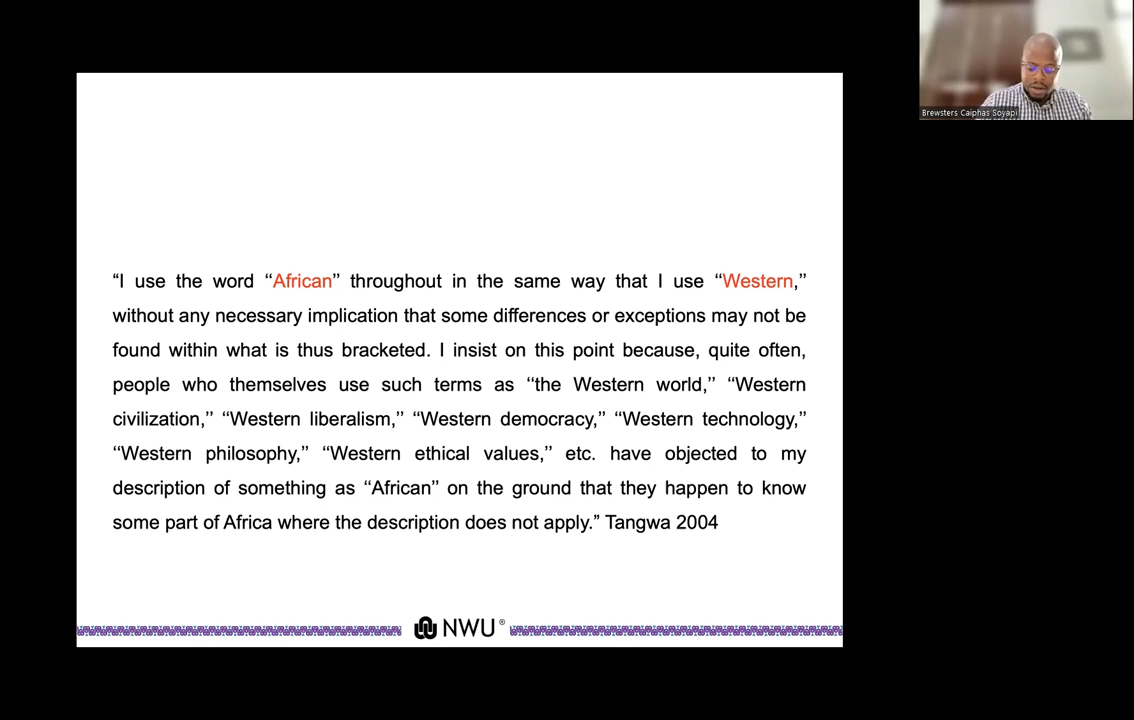 Brewsters Caiphas Soyapi
“I use the word ‘‘African’’ throughout in the same way that I use ‘‘Western,’’
without any necessary implication that some differences or exceptions may not be
found within what is thus bracketed. I insist on this point because, quite often,
people who themselves use such terms as ‘‘the Western world,’’ ‘‘Western
civilization,’’ ‘‘Western liberalism,’’ ‘‘Western democracy,’’ ‘‘Western technology,’’
‘‘Western philosophy,’’ ‘‘Western ethical values,’’ etc. have objected to my
description of something as ‘‘African’’ on the ground that they happen to know
some part of Africa where the description does not apply.” Tangwa 2004
NWU®